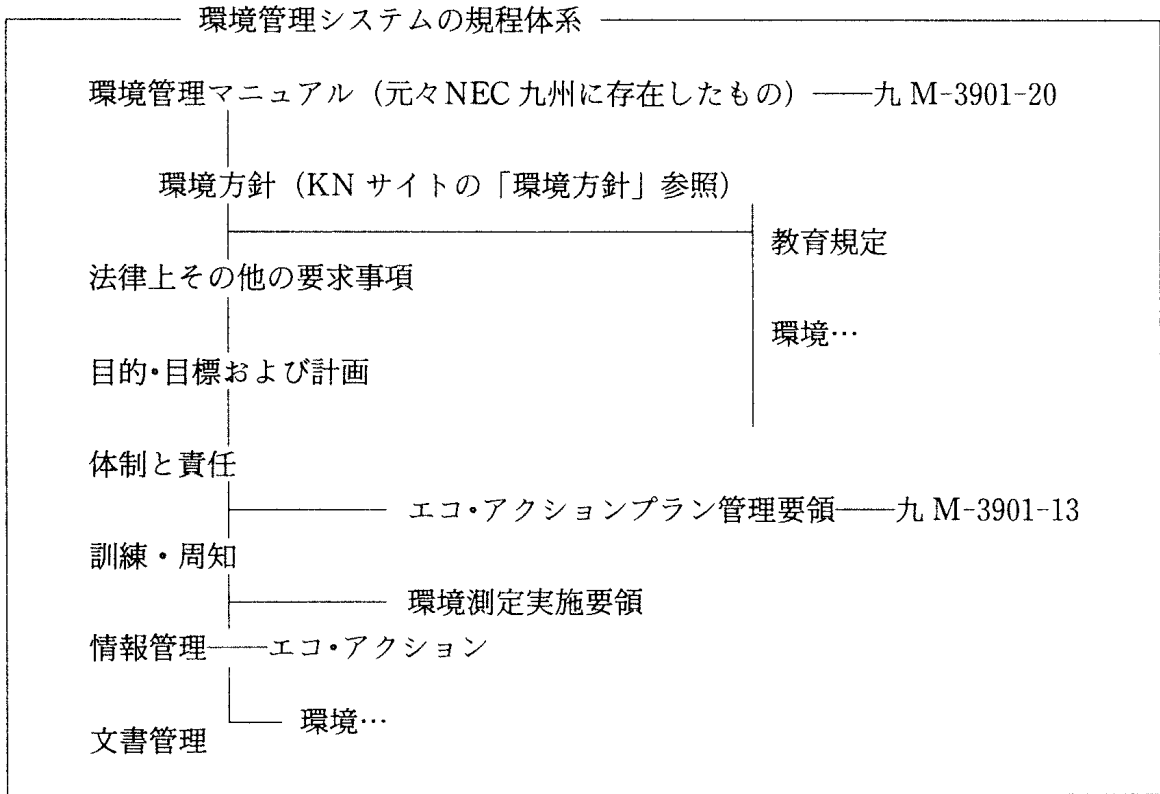 環境管理システムの規程体系
環境管理マニュアル（元々NEC九州に存在したもの）――九M-3901-20
環境方針（KNサイトの「環境方針」参照）
教育規定
法律上その他の要求事項
環境…
目的・目標および計画
体制と責任
エコ・アクションプラン管理要領――九M-3901-13
訓練・周知
環境測定実施要領
情報管理――エコ・アクション
環境…
文書管理